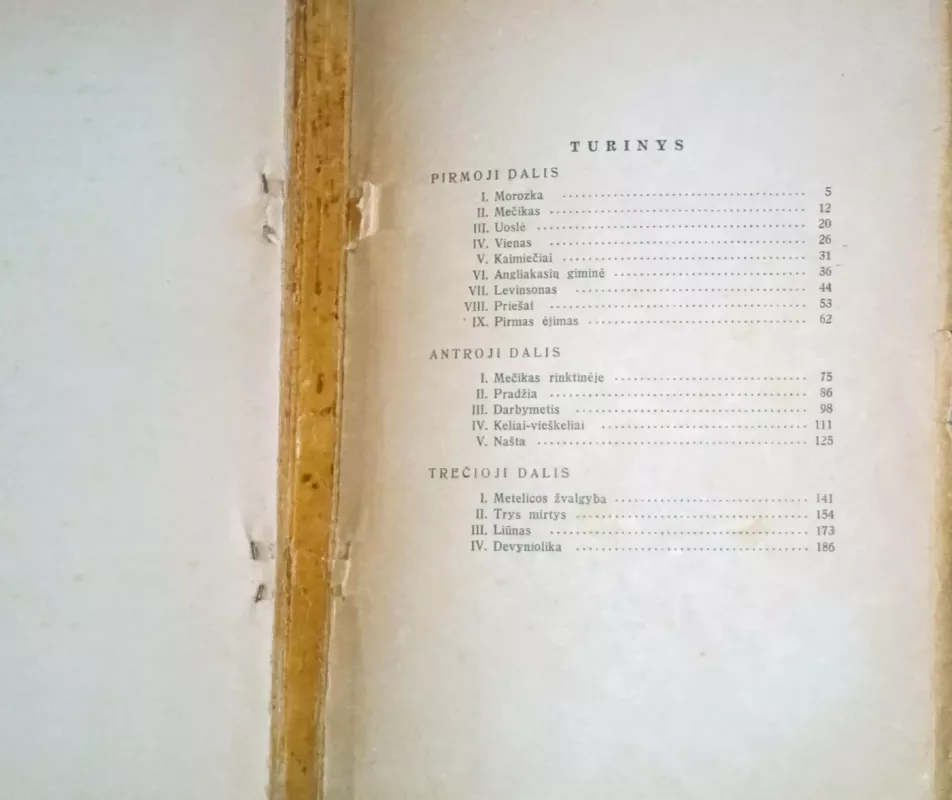 TURINYS
PIRMOJI DALIS
I. Morozka 5
II. Mečikas 12
III. Uoslė 20
IV. Vienas 26
V. Kalmiečiai 31
VI. Angliakasių giminė 36
VII. Levinsonas 44
VIII. Priešai 53
IX. Pirmas ėjimas 62
ANTROJI DALIS
I. Mečikas rinktinėje 75
II. Pradžia 86
III. Darbymetis 98
IV. Keliai-vieškeliai 111
V. Našta 125
TREČIOJI DALIS
I. Metelicos žvalgyba 141
II. Trys mirtys 154
III. Liūnas 173
IV. Devyniolika 186